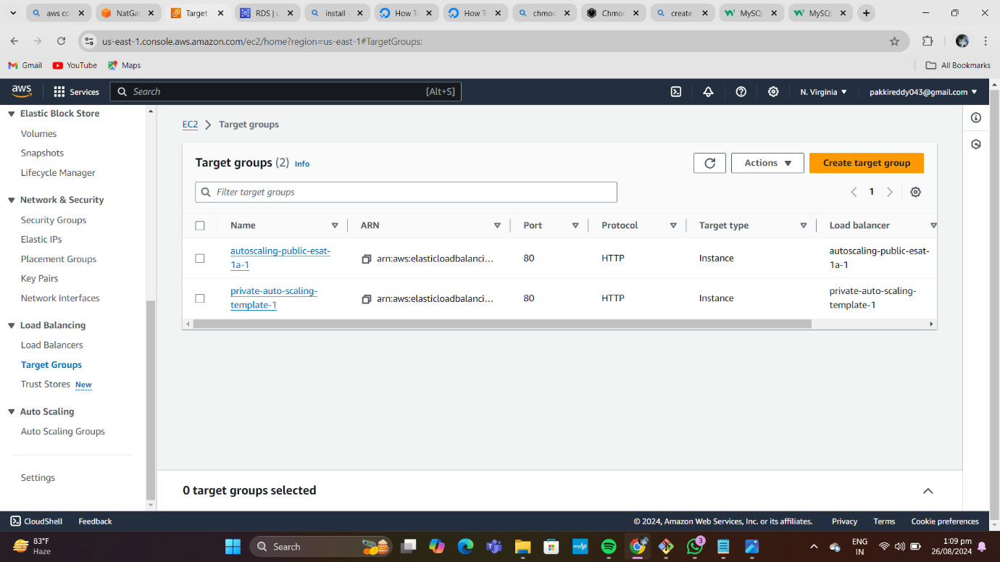 aws co
NatGat
Target
RDS | u
install
How T
How T
chmod
Chmod
create
MySQL
MySQL
us-east-1.console.aws.amazon.com/ec2/home?region=us-east-1#TargetGroups:
Gmail
YouTube
Maps
All Bookmarks
aws
Services
Search
[Alt+S]
N. Virginia
pakkireddy043@gmail.com
Elastic Block Store
Volumes
Snapshots
Lifecycle Manager
Network & Security
Security Groups
Elastic IPs
Placement Groups
Key Pairs
Network Interfaces
Load Balancing
Load Balancers
Target Groups
Trust Stores New
Auto Scaling
Auto Scaling Groups
Settings
EC2 > Target groups
Target groups (2) Info
Actions
Create target group
Filter target groups
1
Name ARN Port Protocol Target type Load balancer
autoscaling-public-esat-
1a-1
arn:aws:elasticloadbalanci...
80
HTTP
Instance
autoscaling-public-esat-
1a-1
private-auto-scaling-
template-1
arn:aws:elasticloadbalanci...
80
HTTP
Instance
private-auto-scaling-
template-1
0 target groups selected
CloudShell
Feedback
© 2024, Amazon Web Services, Inc. or its affiliates.
Privacy
Terms
Cookie preferences
83°F
Haze
Search
myhp
3
ENG
IN
1:09 pm
26/08/2024